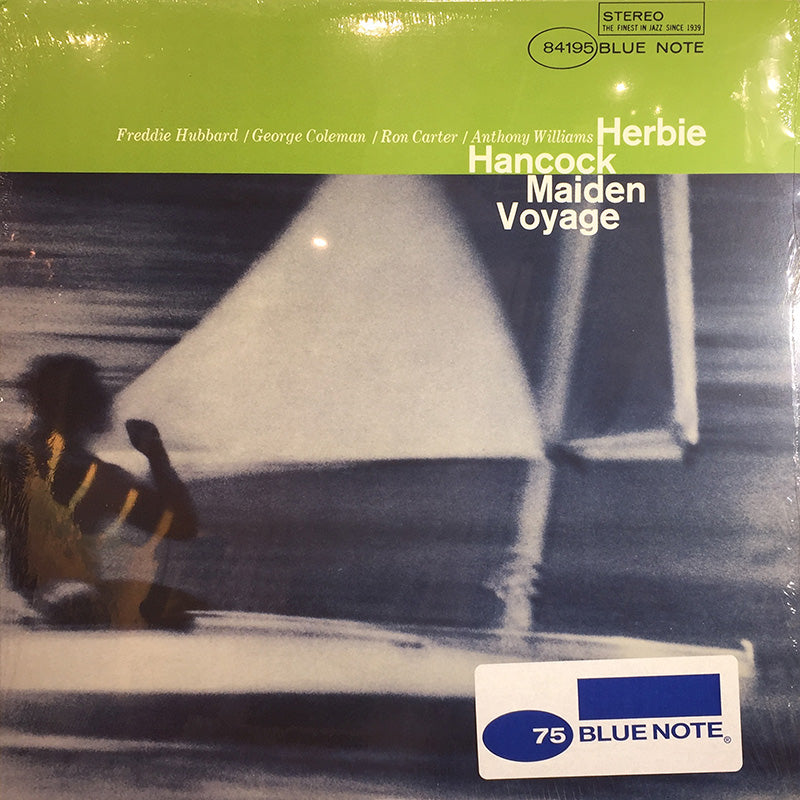 STEREO
THE FINEST IN JAZZ SINCE 1939
84195 BLUE NOTE
Freddie Hubbard / George Coleman / Ron Carter / Anthony Williams Herbie
Hancock
Maiden
Voyage
75 BLUE NOTE®